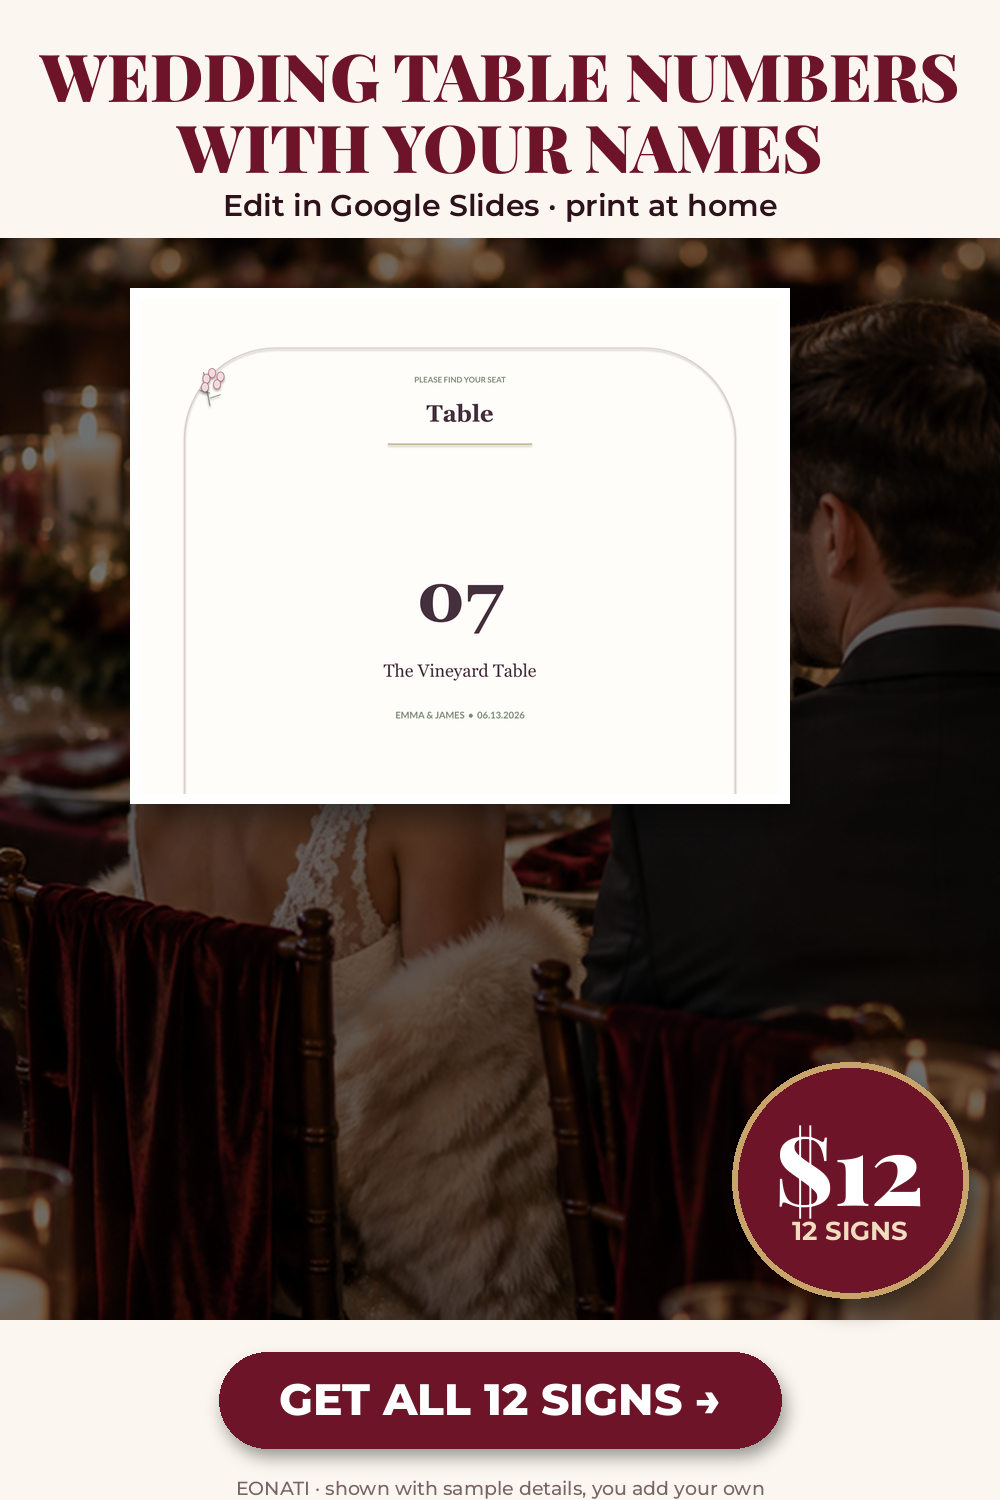 WEDDING TABLE NUMBERS
WITH YOUR NAMES
Edit in Google Slides · print at home
PLEASE FIND YOUR SEAT
Table
07
The Vineyard Table
EMMA & JAMES • 06.13.2026
$12
12 SIGNS
GET ALL 12 SIGNS →
EONATI · shown with sample details, you add your own